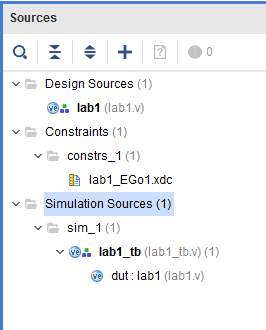 Sources
0
Design Sources (1)
lab1 (lab1.v)
Constraints (1)
constrs_1 (1)
lab1_EGo1.xdc
Simulation Sources (1)
sim_1 (1)
lab1_tb (lab1_tb.v) (1)
dut : lab1 (lab1.v)